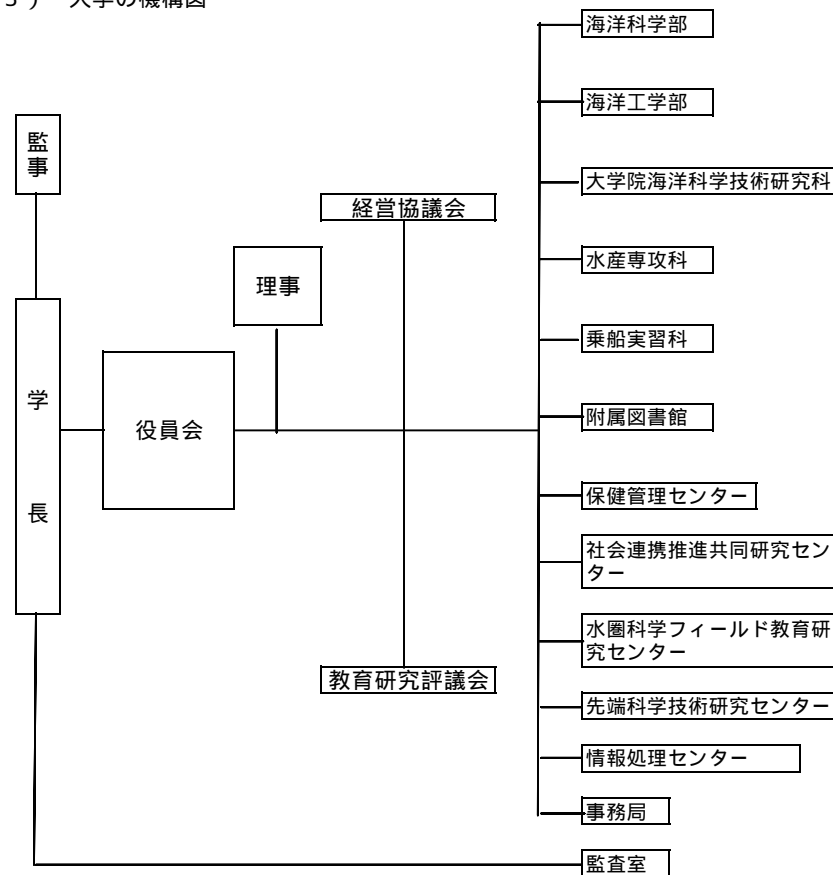 3） 大学の機構図
海洋科学部
海洋工学部
監事
大学院海洋科学技術研究科
経営協議会
水産専攻科
理事
乗船実習科
学長
役員会
附属図書館
保健管理センター
社会連携推進共同研究セン
ター
水圏科学フィールド教育研
究センター
教育研究評議会
先端科学技術研究センター
情報処理センター
事務局
監査室